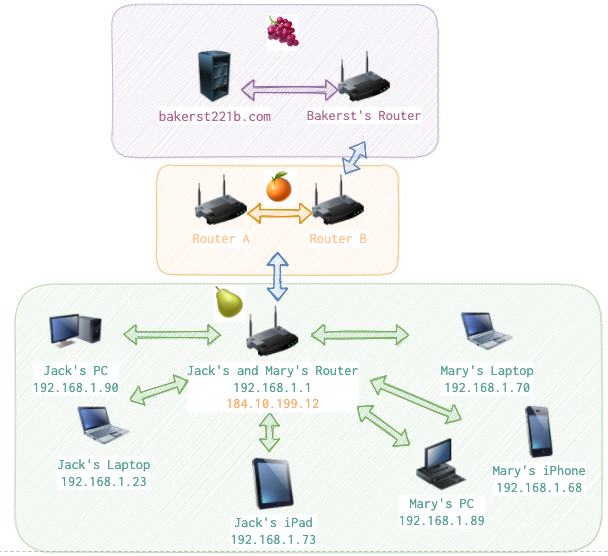 bakerst221b.com
Bakerst's Router
Router A
Router B
Jack's PC
192.168.1.90
Jack's and Mary's Router
192.168.1.1
184.10.199.12
Mary's Laptop
192.168.1.70
Jack's Laptop
192.168.1.23
Jack's iPad
192.168.1.73
Mary's PC
192.168.1.89
Mary's iPhone
192.168.1.68